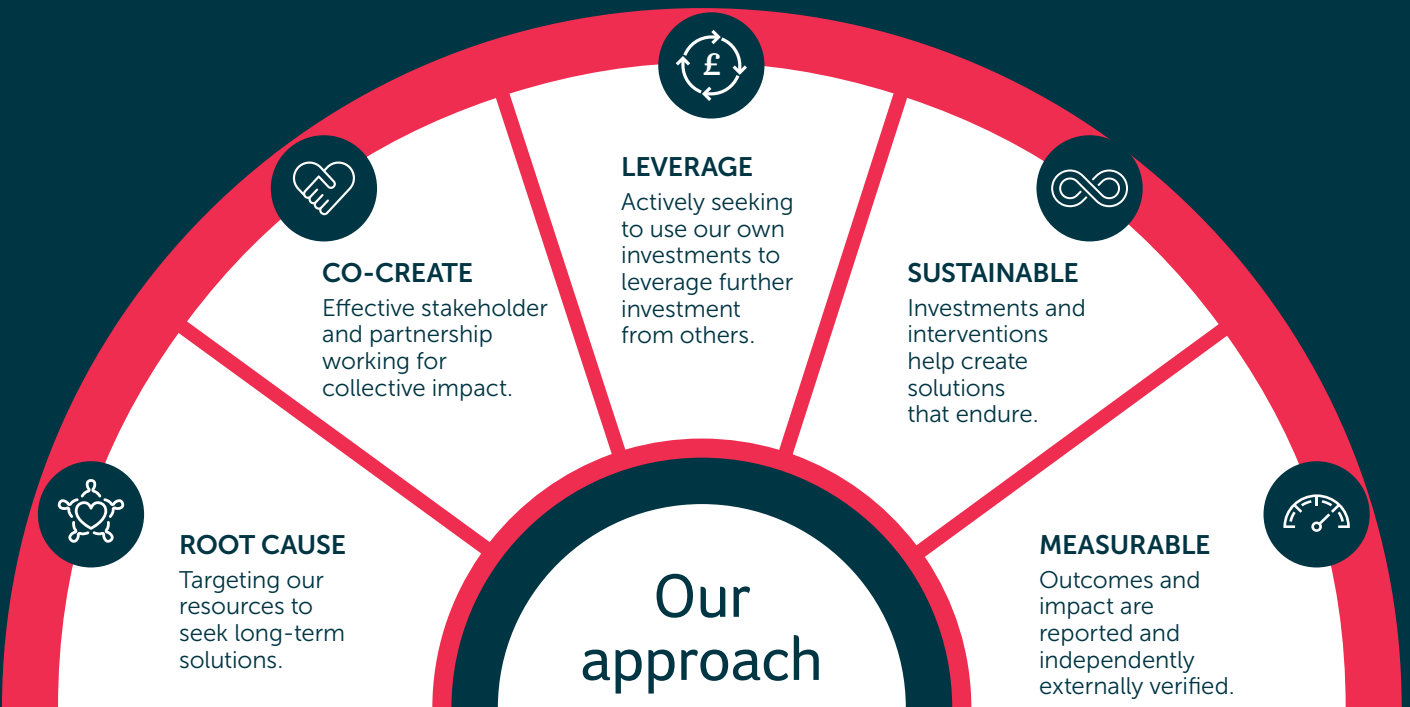 £
LEVERAGE
Actively seeking
to use our own
investments to
leverage further
investment
from others.
CO-CREATE
Effective stakeholder
and partnership
working for
collective impact.
SUSTAINABLE
Investments and
interventions
help create
solutions
that endure.
ROOT CAUSE
Targeting our
resources to
seek long-term
solutions.
MEASURABLE
Outcomes and
impact are
reported and
independently
externally verified.
Our
approach